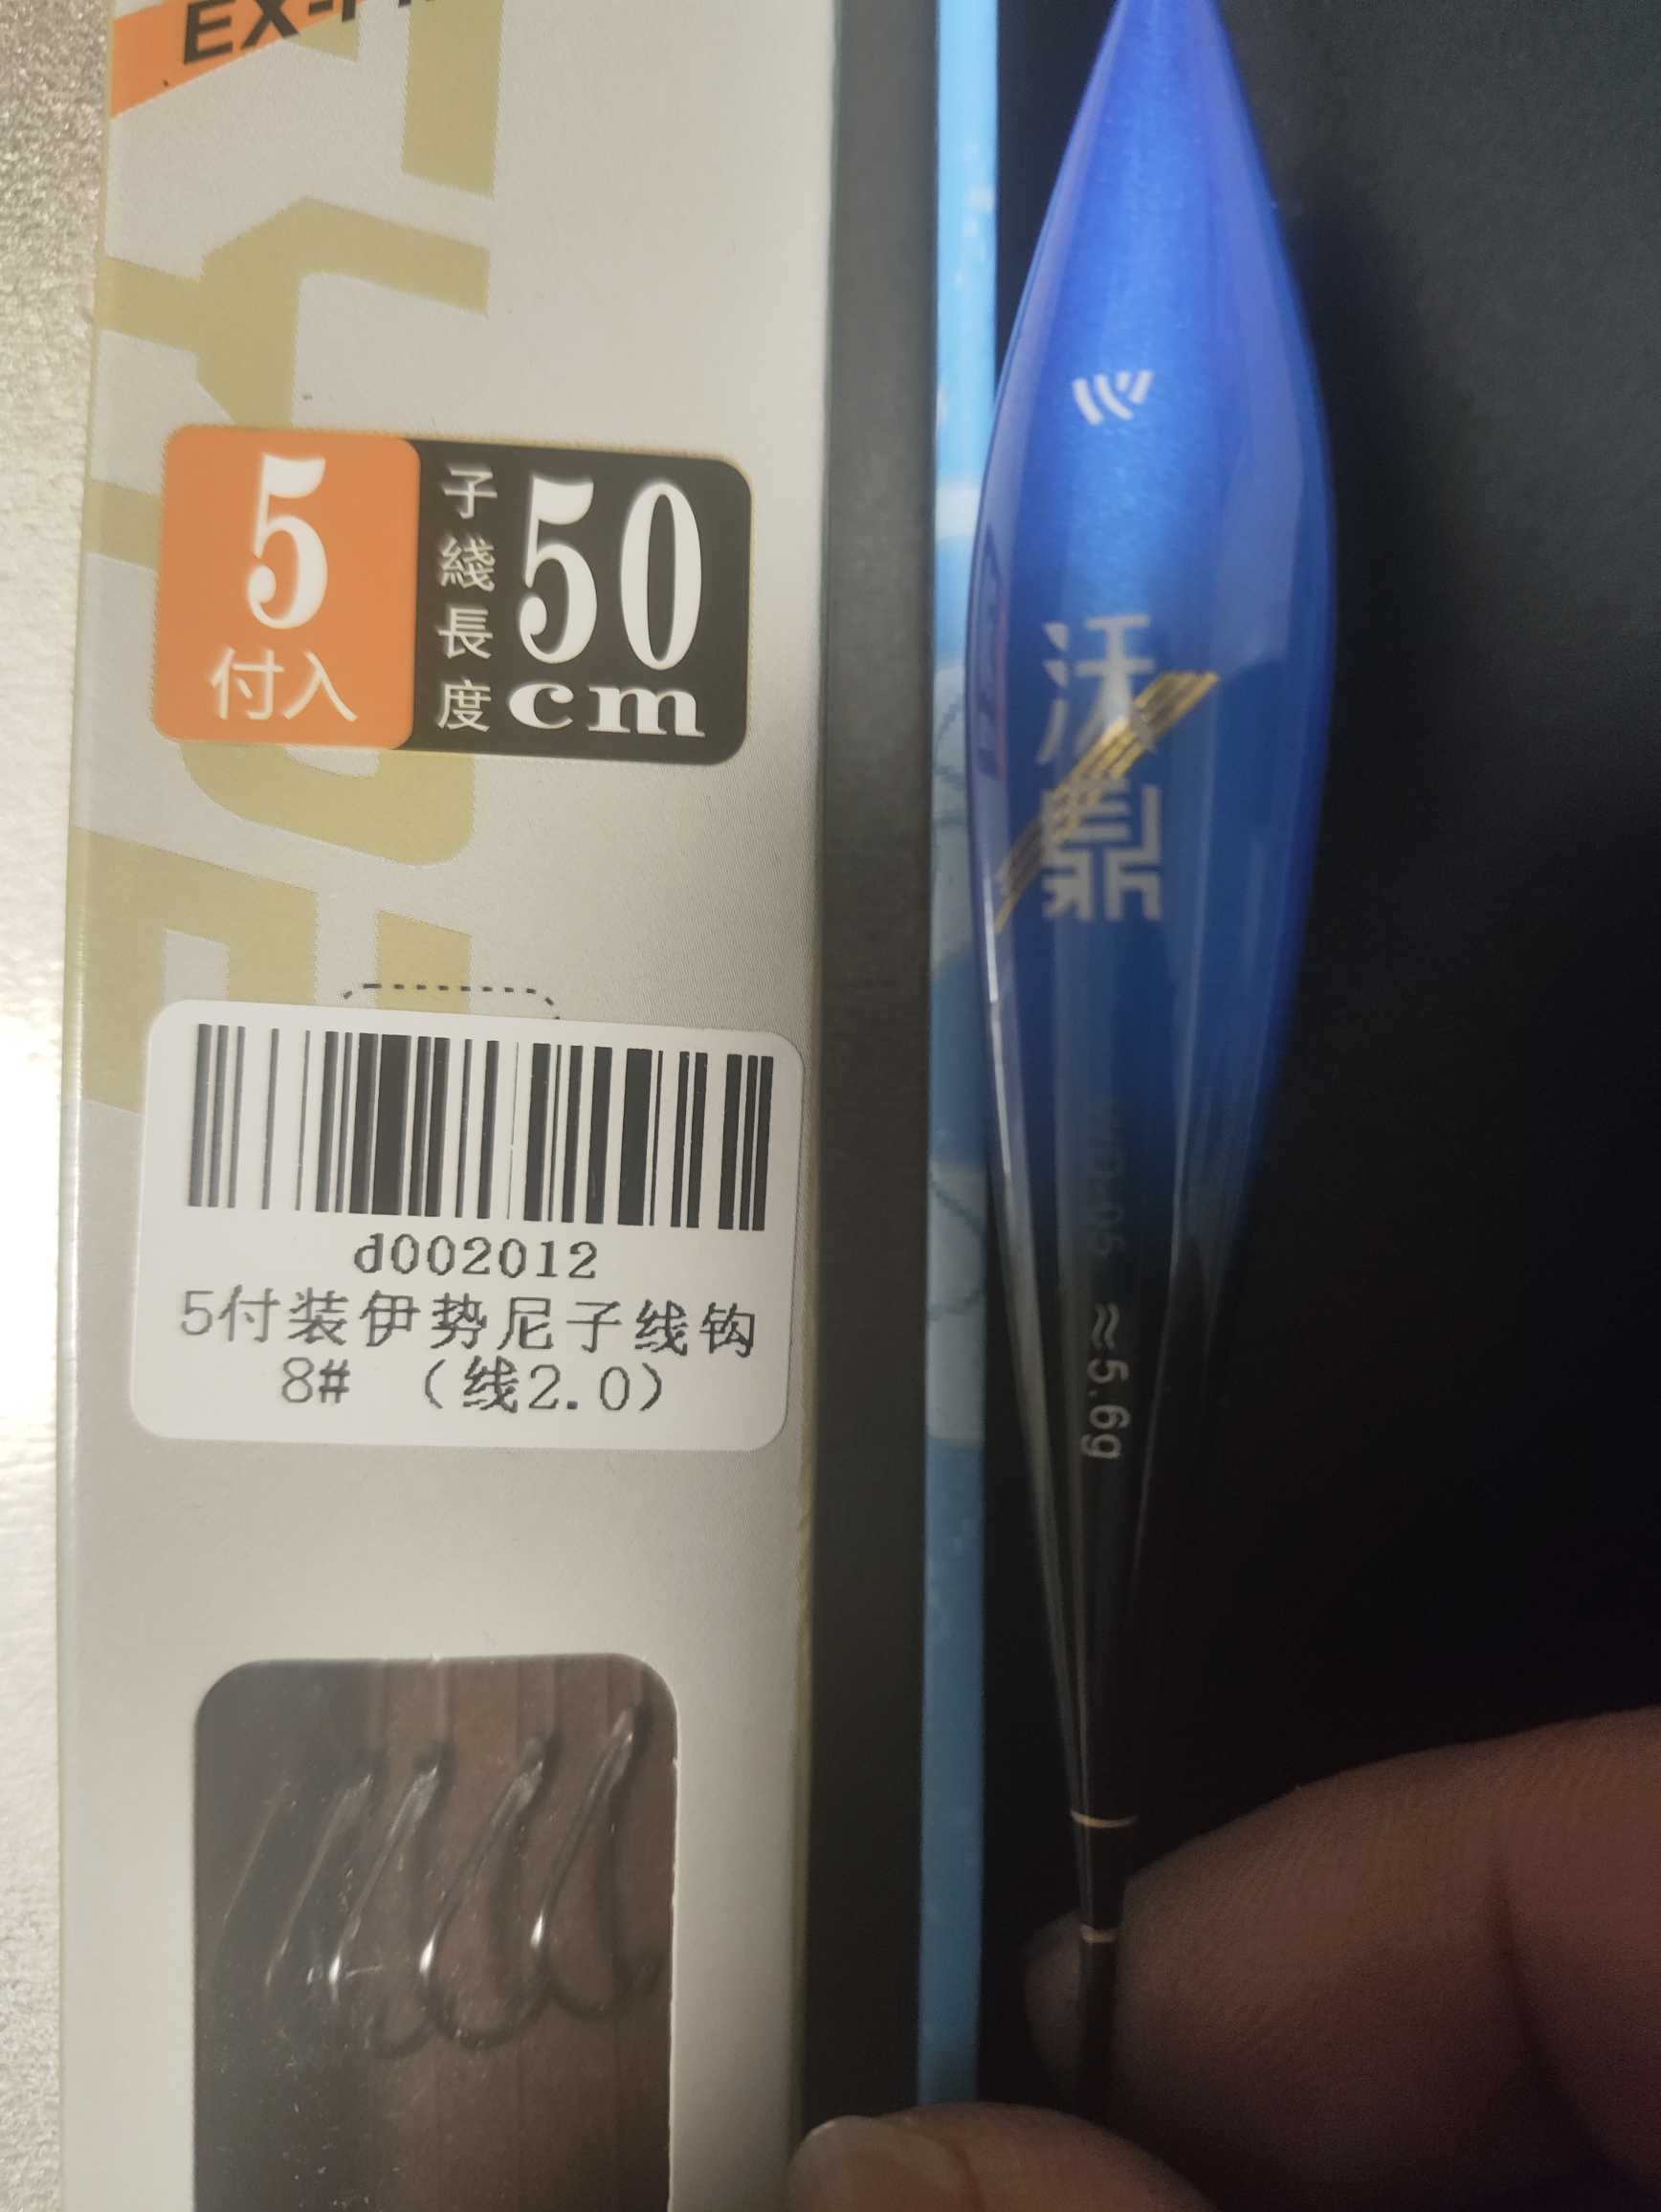 EX-
5
付入
子綫長度
50
cm
d002012
5付装伊势尼子线钩
8# （线2.0）
沃鼎
≈5.6g